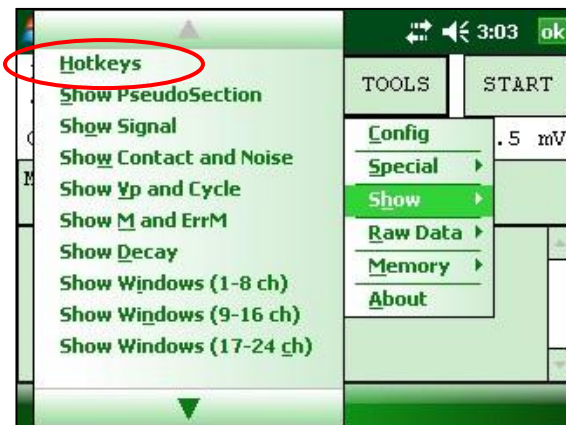 3:03 ok
Hotkeys
Show PseudoSection
Show Signal
Show Contact and Noise
Show Vp and Cycle
Show M and ErrM
Show Decay
Show Windows (1-8 ch)
Show Windows (9-16 ch)
Show Windows (17-24 ch)
TOOLS
START
Config
Special
Show
Raw Data
Memory
About
.5 mV